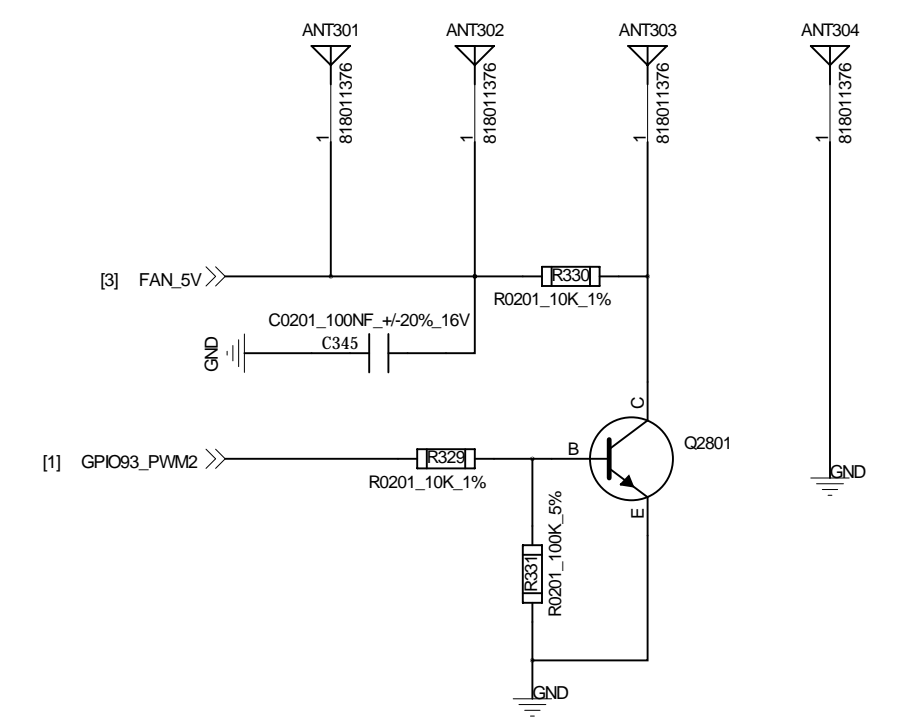 ANT301
ANT302
ANT303
ANT304
818011376
818011376
818011376
818011376
1
1
1
1
[3] FAN_5V
R330
R0201_10K_1%
C0201_100NF_+/-20%_16V
C345
GND
C
[1] GPIO93_PWM2
R329
R0201_10K_1%
B
Q2801
E
GND
R331
R0201_100K_5%
GND